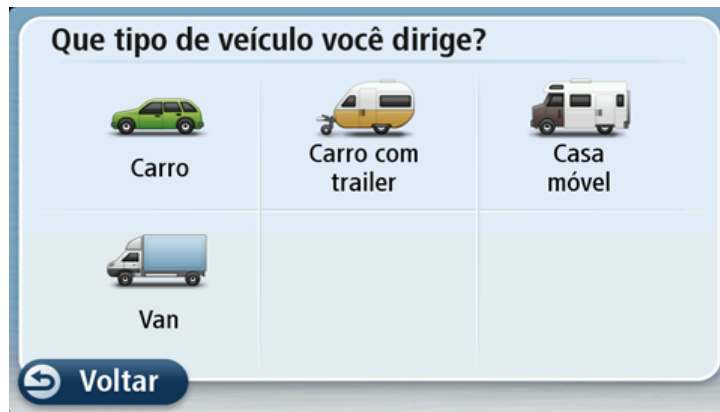 Que tipo de veículo você dirige?
Carro
Carro com
trailer
Casa
móvel
Van
Voltar